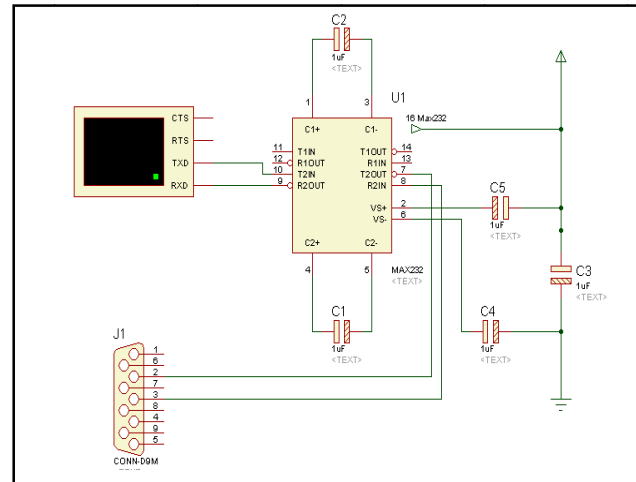 C2
1uF
<TEXT>
U1
1
3
16 Max232
C1+
C1-
CTS
RTS
TXD
RXD
11
12
10
9
T1IN
R1OUT
T2IN
R2OUT
T1OUT
R1IN
T2OUT
R2IN
14
13
7
8
VS+
VS-
2
6
C5
1uF
<TEXT>
C2+
C2-
4
5
MAX232
<TEXT>
C3
1uF
<TEXT>
C1
1uF
<TEXT>
C4
1uF
<TEXT>
J1
1
6
2
7
3
8
4
9
5
CONN-D9M